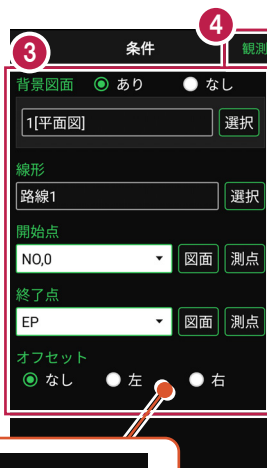 4
3
条件
観測
背景図面 あり なし
1[平面図] 選択
線形
路線1 選択
開始点
NO,0 図面 測点
終了点
EP 図面 測点
オフセット
なし 左 右